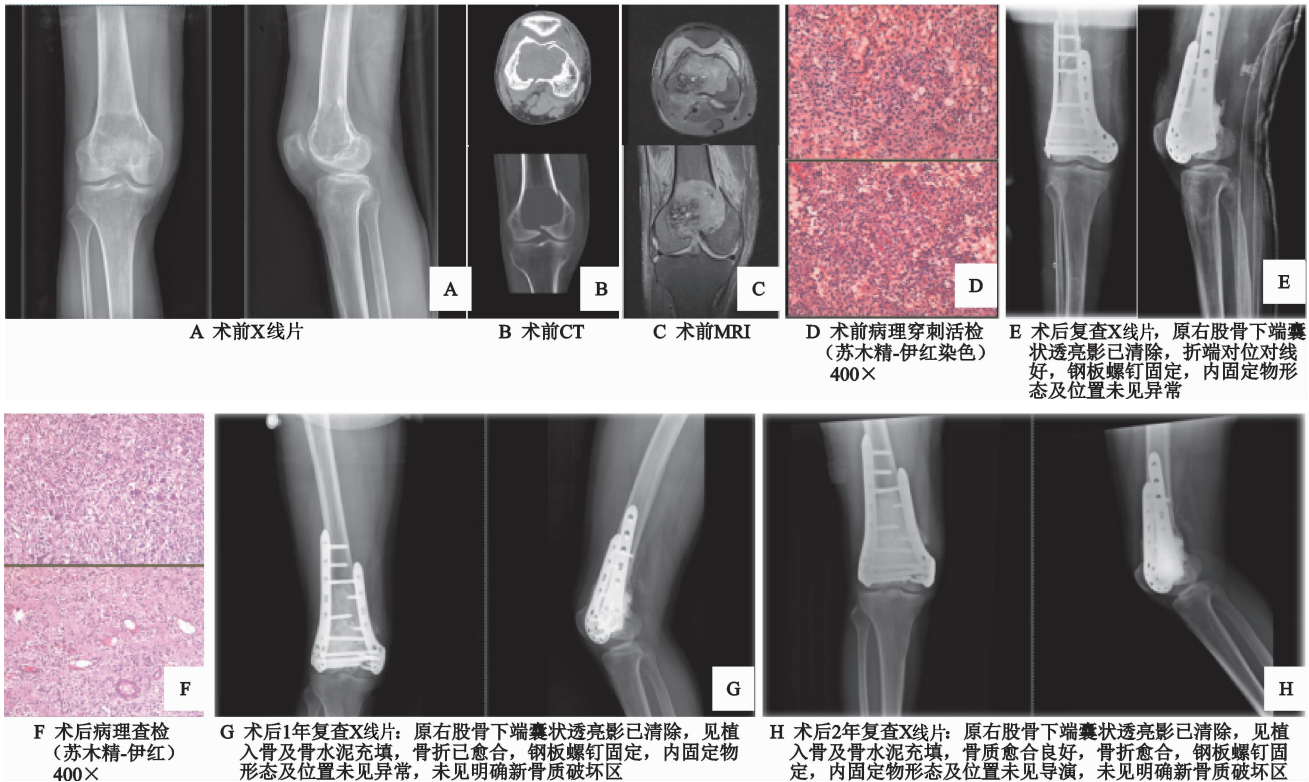 A
B
C
D
E
A 术前X线片
B 术前CT
C 术前MRI
D 术前病理穿刺活检
（苏木精-伊红染色）
400×
E 术后复查X线片，原右股骨下端囊
状透亮影已清除，折端对位对线
好，钢板螺钉固定，内固定物形
态及位置未见异常
F
G
H
F 术后病理查检
（苏木精-伊红）
400×
G 术后1年复查X线片：原右股骨下端囊状透亮影已清除，见植
入骨及骨水泥充填，骨折已愈合，钢板螺钉固定，内固定物
形态及位置未见异常，未见明确新骨质破坏区
H 术后2年复查X线片：原右股骨下端囊状透亮影已清除，见植
入骨及骨水泥充填，骨质愈合良好，骨折愈合，钢板螺钉固
定，内固定物形态及位置未见导演，未见明确新骨质破坏区